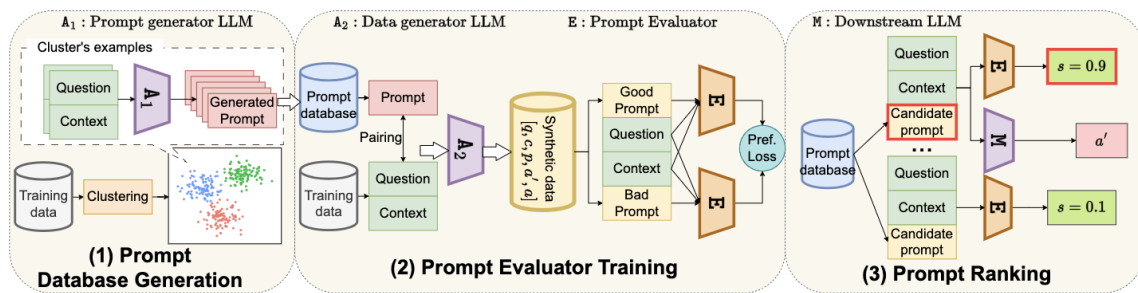 A₁ : Prompt generator LLM
Cluster's examples
Question
Context
A₁
Generated
Prompt
Training
data
Clustering
(1) Prompt
Database Generation
A₂ : Data generator LLM
E : Prompt Evaluator
Prompt
database
Prompt
Pairing
Training
data
Question
Context
A₂
Synthetic data
[q, c, p, a', a]
Good
Prompt
Question
Context
Bad
Prompt
E
E
Pref.
Loss
(2) Prompt Evaluator Training
M : Downstream LLM
Prompt
database
Question
Context
Candidate
prompt
...
Question
Context
Candidate
prompt
E
s = 0.9
M
a'
E
s = 0.1
(3) Prompt Ranking